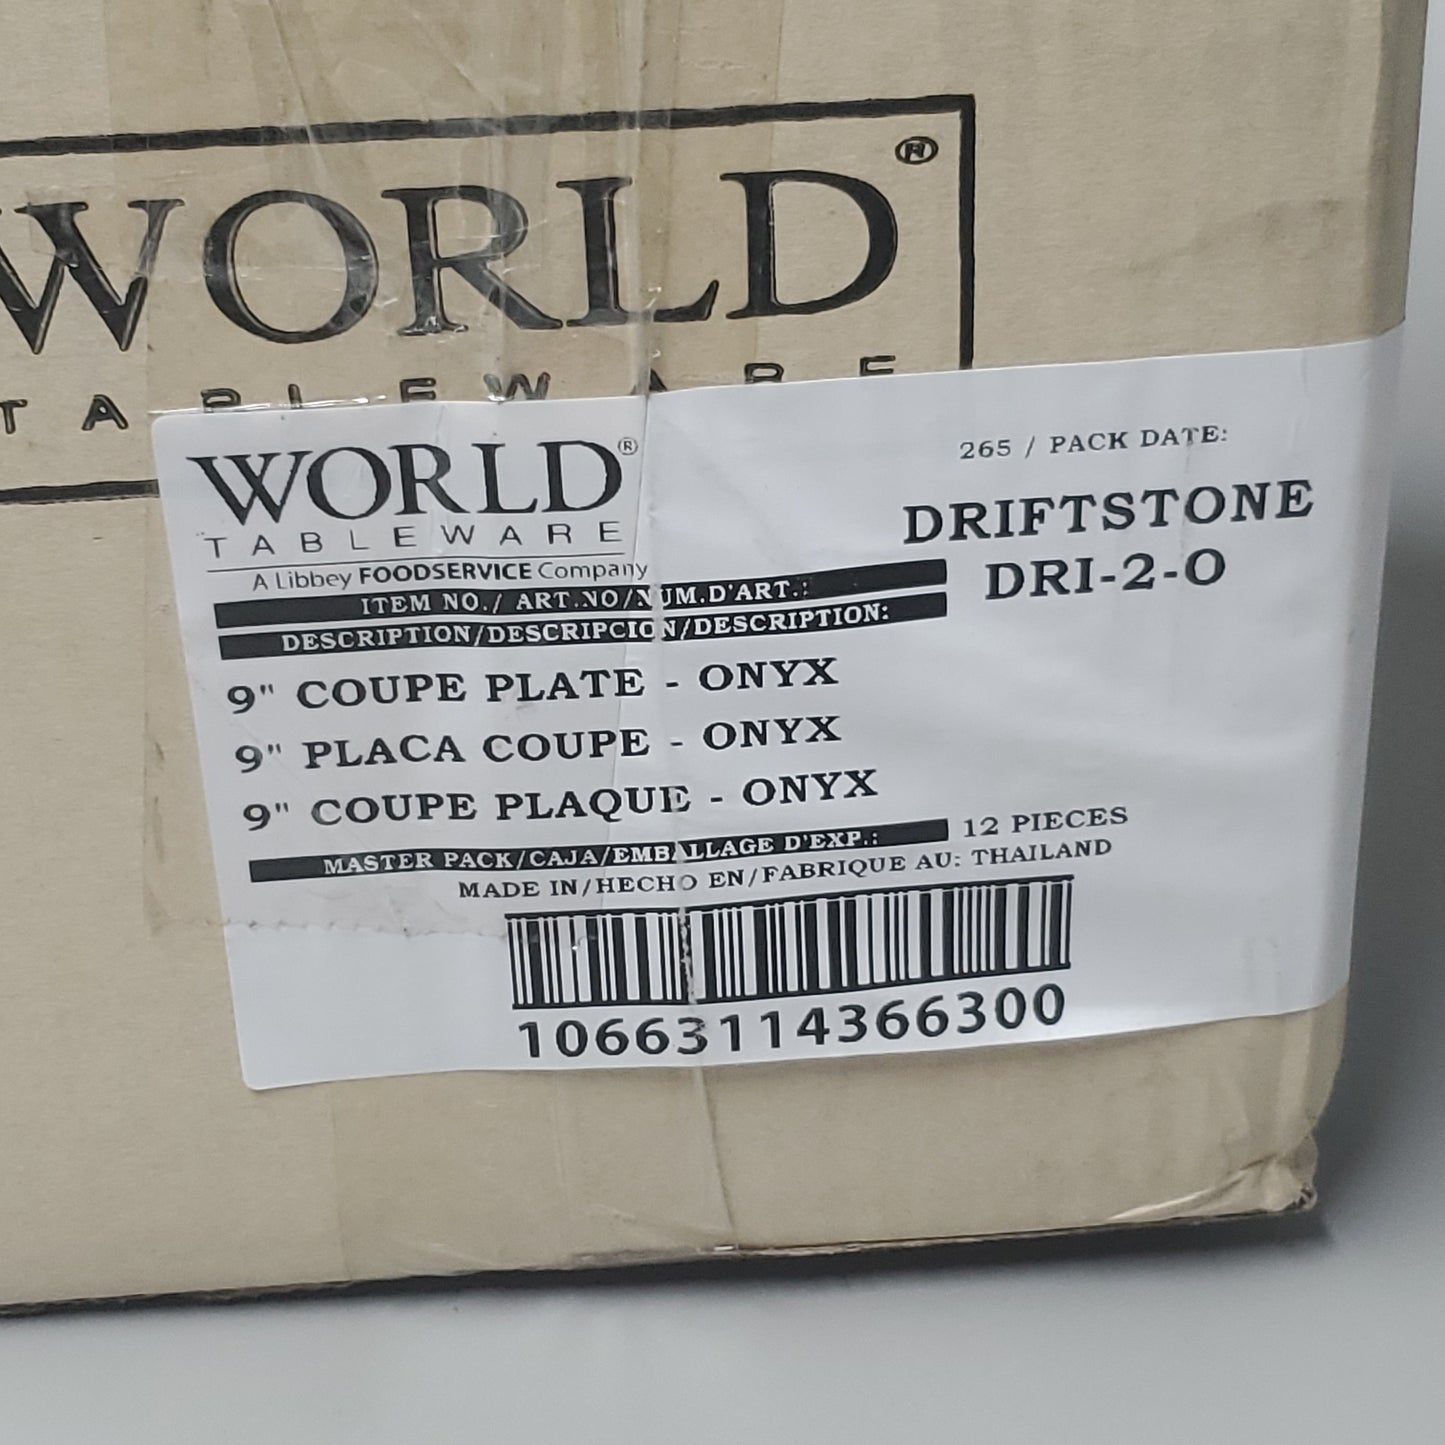 WORLD®
TABLEWARE
WORLD®
TABLEWARE
A Libbey FOODSERVICE Company
265 / PACK DATE:
DRIFTSTONE
ITEM NO./ ART.NO/NUM.D'ART.:
DRI-2-O
DESCRIPTION/DESCRIPCION/DESCRIPTION:
9" COUPE PLATE - ONYX
9" PLACA COUPE - ONYX
9" COUPE PLAQUE - ONYX
MASTER PACK/CAJA/EMBALLAGE D'EXP.: 12 PIECES
MADE IN/HECHO EN/FABRIQUE AU: THAILAND
10663114366300